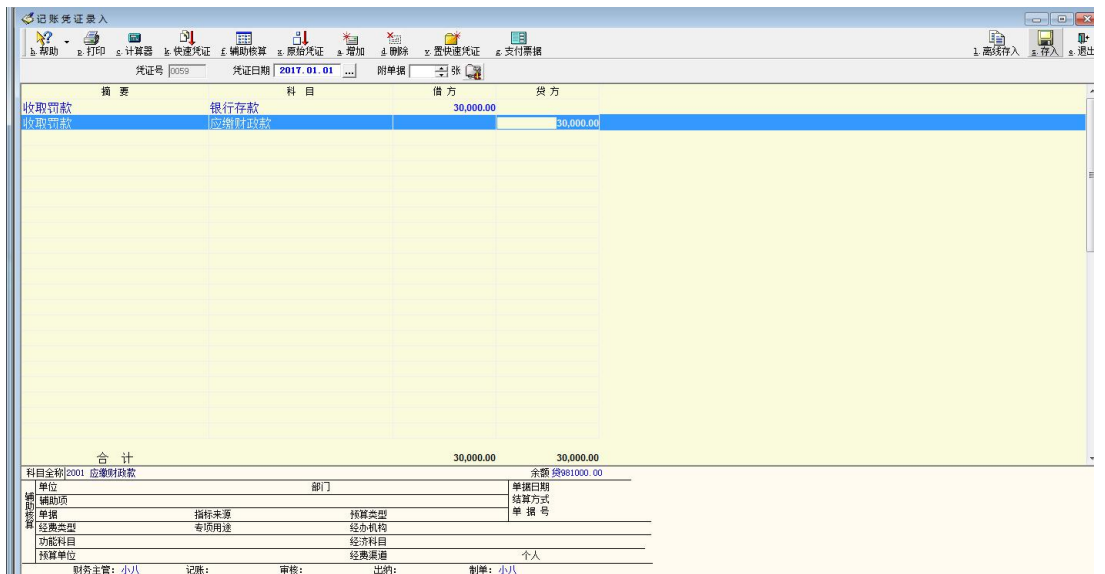 记账凭证录入
h.帮助 p.打印 c.计算器 k.快速凭证 f.辅助核算 z.原始凭证 a.增加 d.删除 y.置快速凭证 g.支付票据 l.离线存入 s.存入 e.退出
凭证号 0059 凭证日期 2017.01.01 ... 附单据 张
摘 要 科 目 借 方 贷 方
收取罚款 银行存款 30,000.00
收取罚款 应缴财政款 30,000.00
合 计 30,000.00 30,000.00
科目全称 2001 应缴财政款 余额 贷981000.00
辅助核算
单位 部门 单据日期
辅助项 结算方式
单据 指标来源 预算类型 单 据 号
经费类型 专项用途 经办机构
功能科目 经济科目
预算单位 经费渠道 个人
财务主管: 小八 记账: 审核: 出纳: 制单: 小八